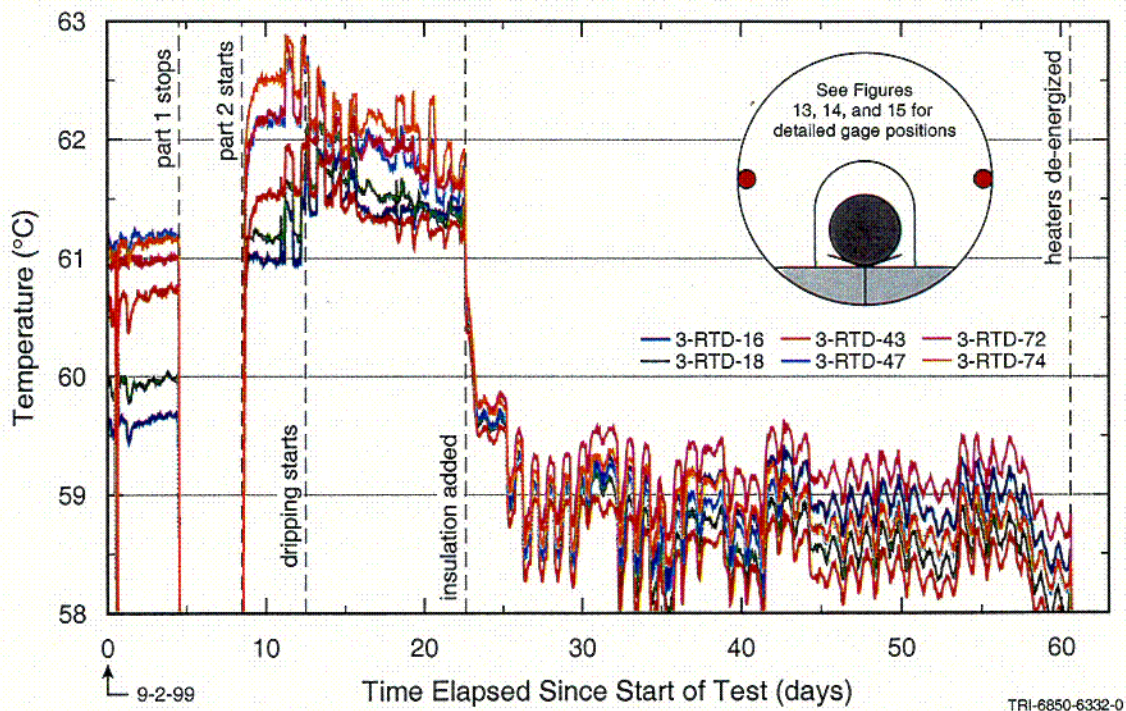 63
62
61
60
59
58
Temperature (°C)
part 1 stops
part 2 starts
dripping starts
insulation added
heaters de-energized
See Figures
13, 14, and 15 for
detailed gage positions
3-RTD-16 3-RTD-43 3-RTD-72
3-RTD-18 3-RTD-47 3-RTD-74
0 10 20 30 40 50 60
9-2-99
Time Elapsed Since Start of Test (days)
TRI-6850-6332-0